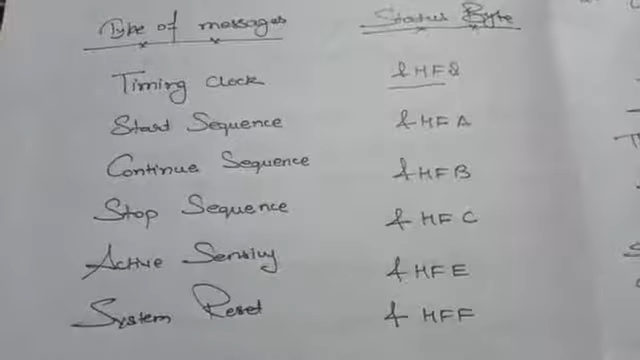 Type of messages Status Byte
Timing Clock &HF8
Start Sequence &HFA
Continue Sequence &HFB
Stop Sequence &HFC
Active Sensing &HFE
System Reset &HFF